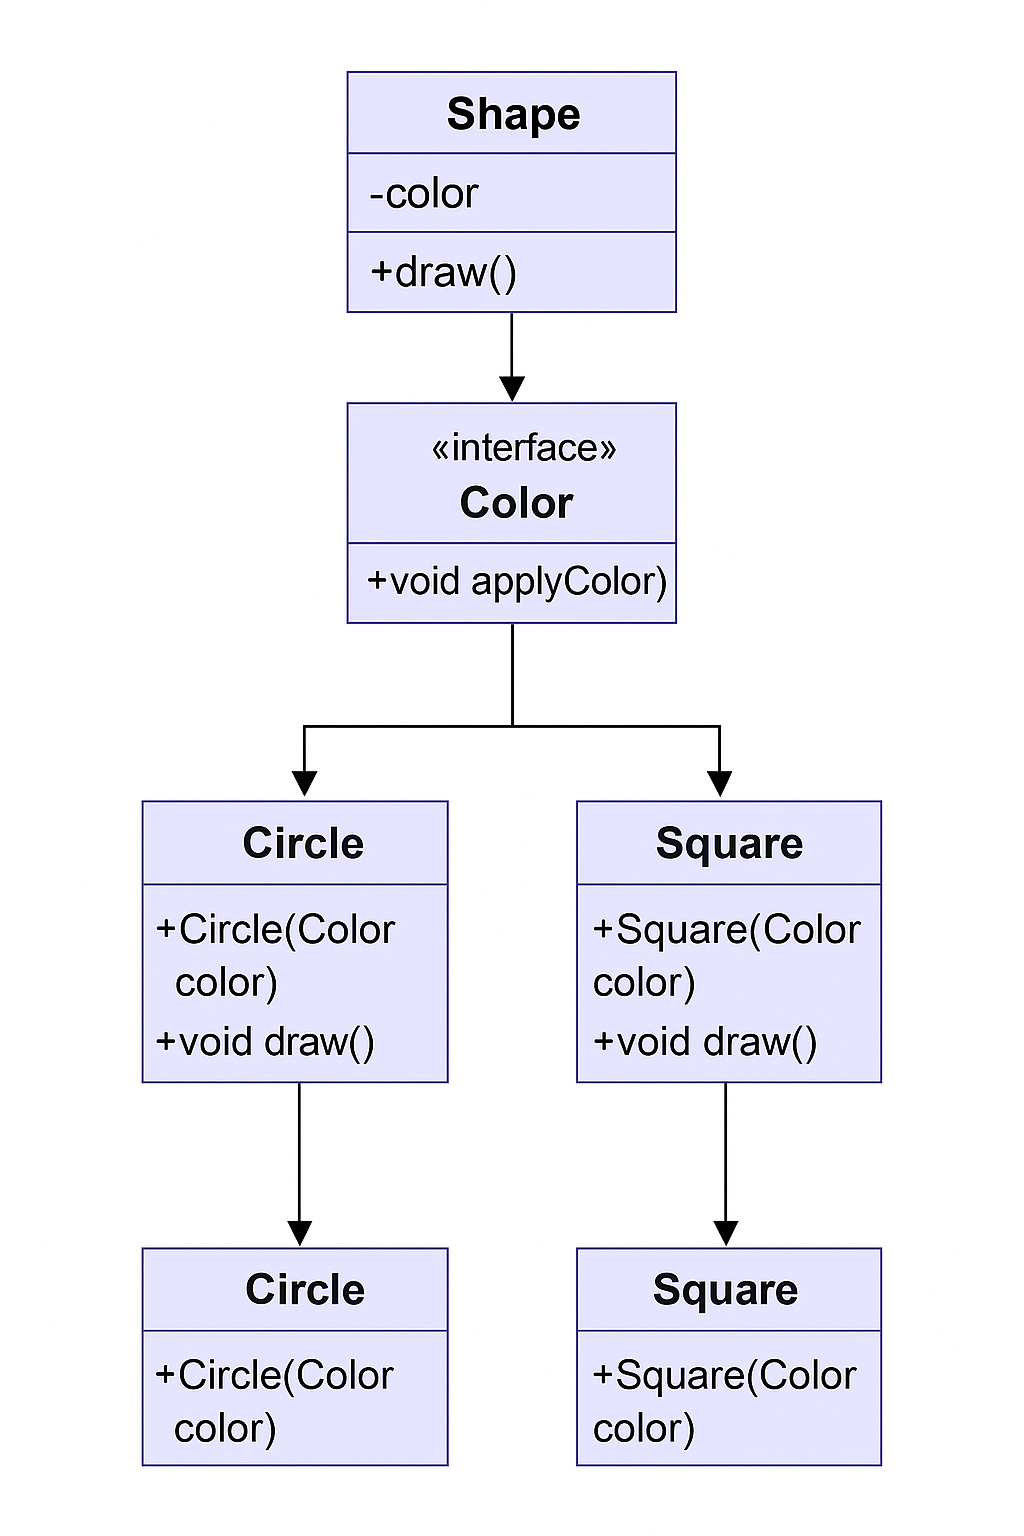 Shape
-color
+draw()
«interface»
Color
+void applyColor)
Circle
+Circle(Color
color)
+void draw()
Square
+Square(Color
color)
+void draw()
Circle
+Circle(Color
color)
Square
+Square(Color
color)